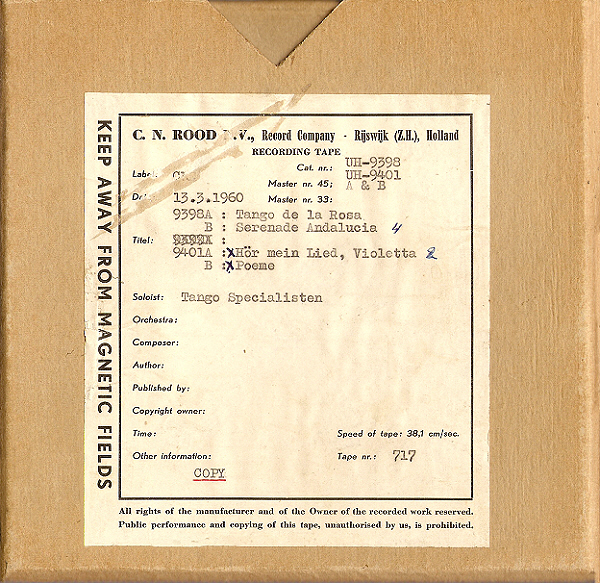 KEEP AWAY FROM MAGNETIC FIELDS
C. N. ROOD .V., Record Company - Rijswijk (Z.H.), Holland
RECORDING TAPE
Cat. nr.: UH-9398
Label: UH-9401
Master nr. 45; A & B
13.3.1960 Master nr. 33:
9398A : Tango de la Rosa
B : Serenade Andalucia 4
Titel: :
9401A :xHör mein Lied, Violetta 2
B :xPoeme
Soloist: Tango Specialisten
Orchestra:
Composer:
Author:
Published by:
Copyright owner:
Time: Speed of tape: 38,1 cm/sec.
Other information: Tape nr.: 717
COPY
All rights of the manufacturer and of the Owner of the recorded work reserved.
Public performance and copying of this tape, unauthorised by us, is prohibited.